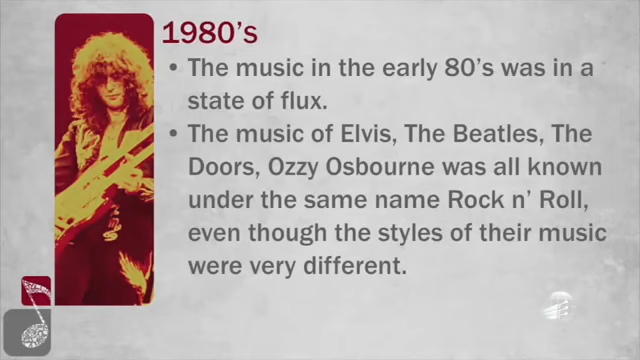 1980’s
• The music in the early 80’s was in a
state of flux.
• The music of Elvis, The Beatles, The
Doors, Ozzy Osbourne was all known
under the same name Rock n’ Roll,
even though the styles of their music
were very different.